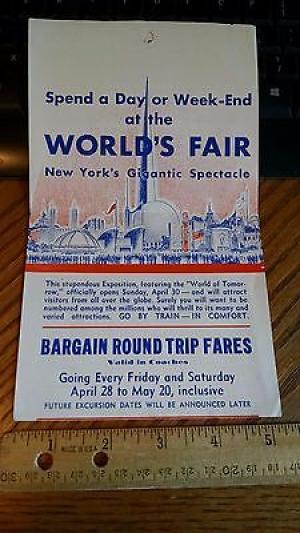 Spend a Day or Week-End
at the
WORLD'S FAIR
New York's Gigantic Spectacle
This stupendous Exposition, featuring the "World of Tomor-
row," officially opens Sunday, April 30—and will attract
visitors from all over the globe. Surely you will want to be
numbered among the millions who will thrill to its many and
varied attractions. GO BY TRAIN—IN COMFORT.
BARGAIN ROUND TRIP FARES
Valid in Coaches
Going Every Friday and Saturday
April 28 to May 20, inclusive
FUTURE EXCURSION DATES WILL BE ANNOUNCED LATER
1 2 3 4 5
MADE IN U.S.A.